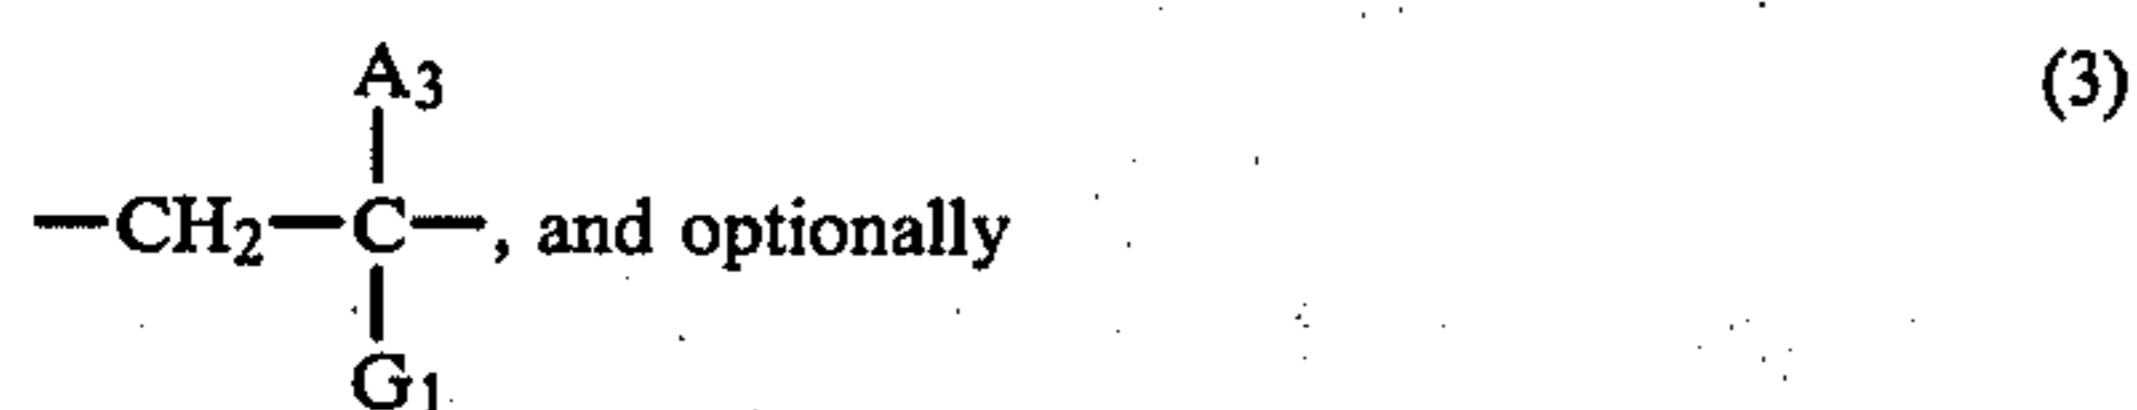 A3 (3)
—CH2—C—, and optionally
G1